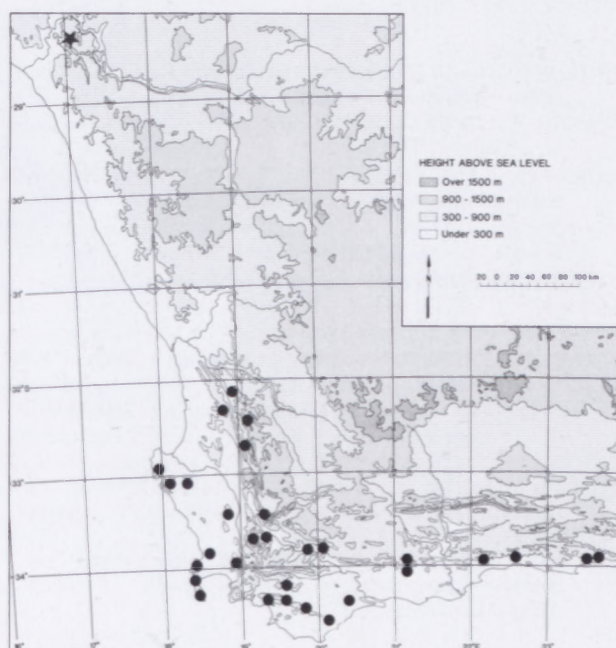 29°
HEIGHT ABOVE SEA LEVEL
Over 1500 m
900 - 1500 m
300 - 900 m
Under 300 m
30°
N
20 0 20 40 60 80 100 km
31°
33°
34°